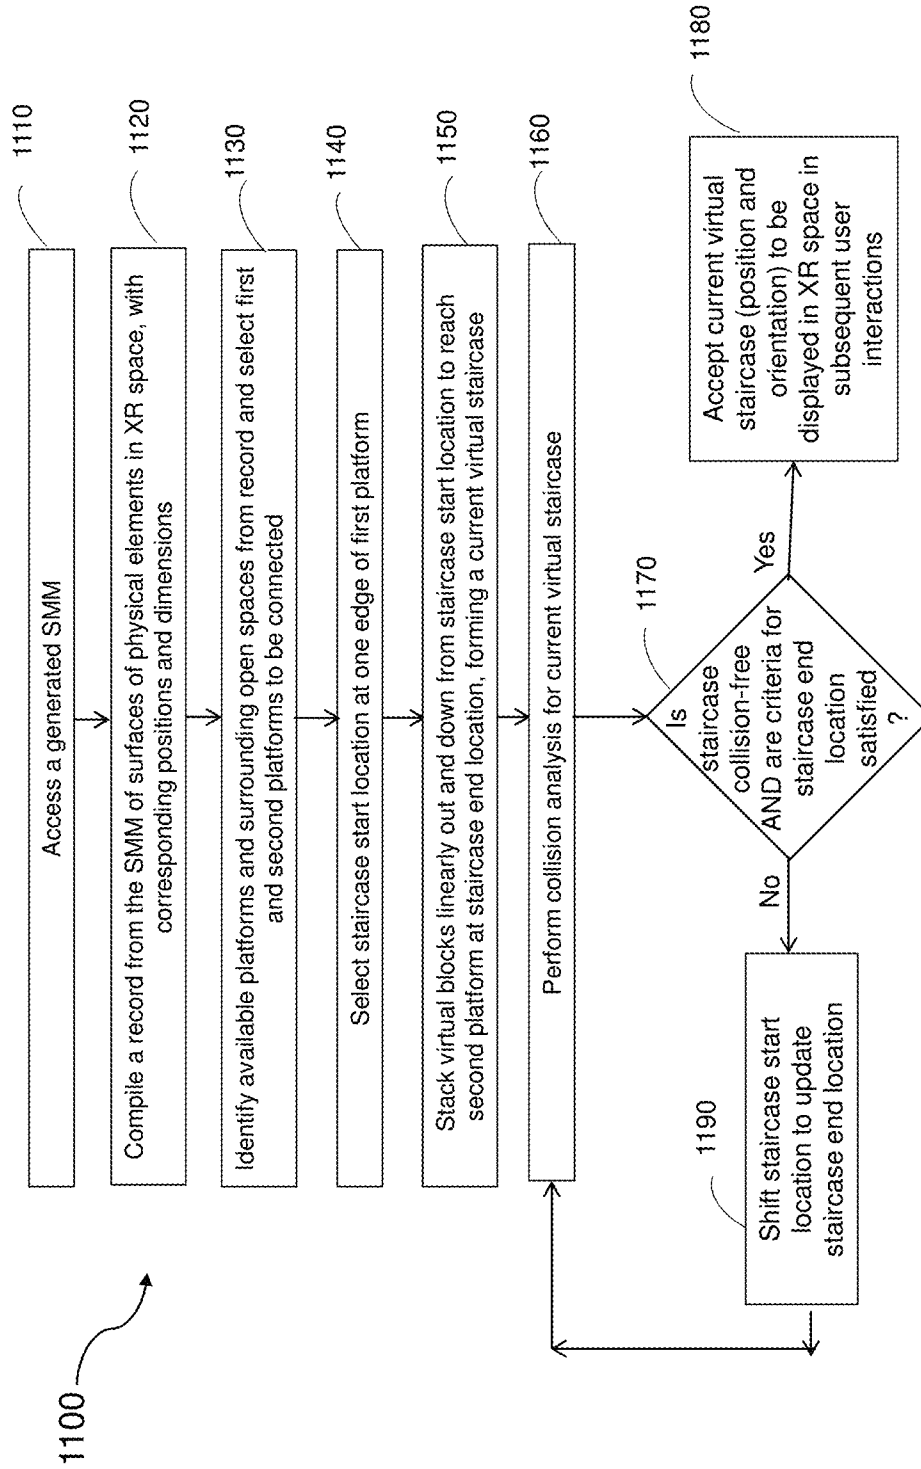 1100
1110
Access a generated SMM
1120
Compile a record from the SMM of surfaces of physical elements in XR space, with
corresponding positions and dimensions
1130
Identify available platforms and surrounding open spaces from record and select first
and second platforms to be connected
1140
Select staircase start location at one edge of first platform
1150
Stack virtual blocks linearly out and down from staircase start location to reach
second platform at staircase end location, forming a current virtual staircase
1160
Perform collision analysis for current virtual staircase
1170
Is
staircase
collision-free
AND are criteria for
staircase end
location
satisfied
?
No
Yes
1190
Shift staircase start
location to update
staircase end location
1180
Accept current virtual
staircase (position and
orientation) to be
displayed in XR space in
subsequent user
interactions